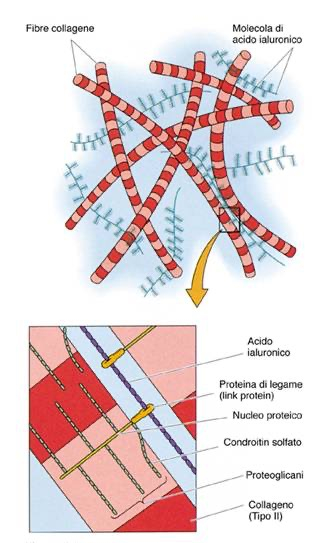 Fibre collagene
Molecola di
acido ialuronico
Acido
ialuronico
Proteina di legame
(link protein)
Nucleo proteico
Condroitin solfato
Proteoglicani
Collageno
(Tipo II)